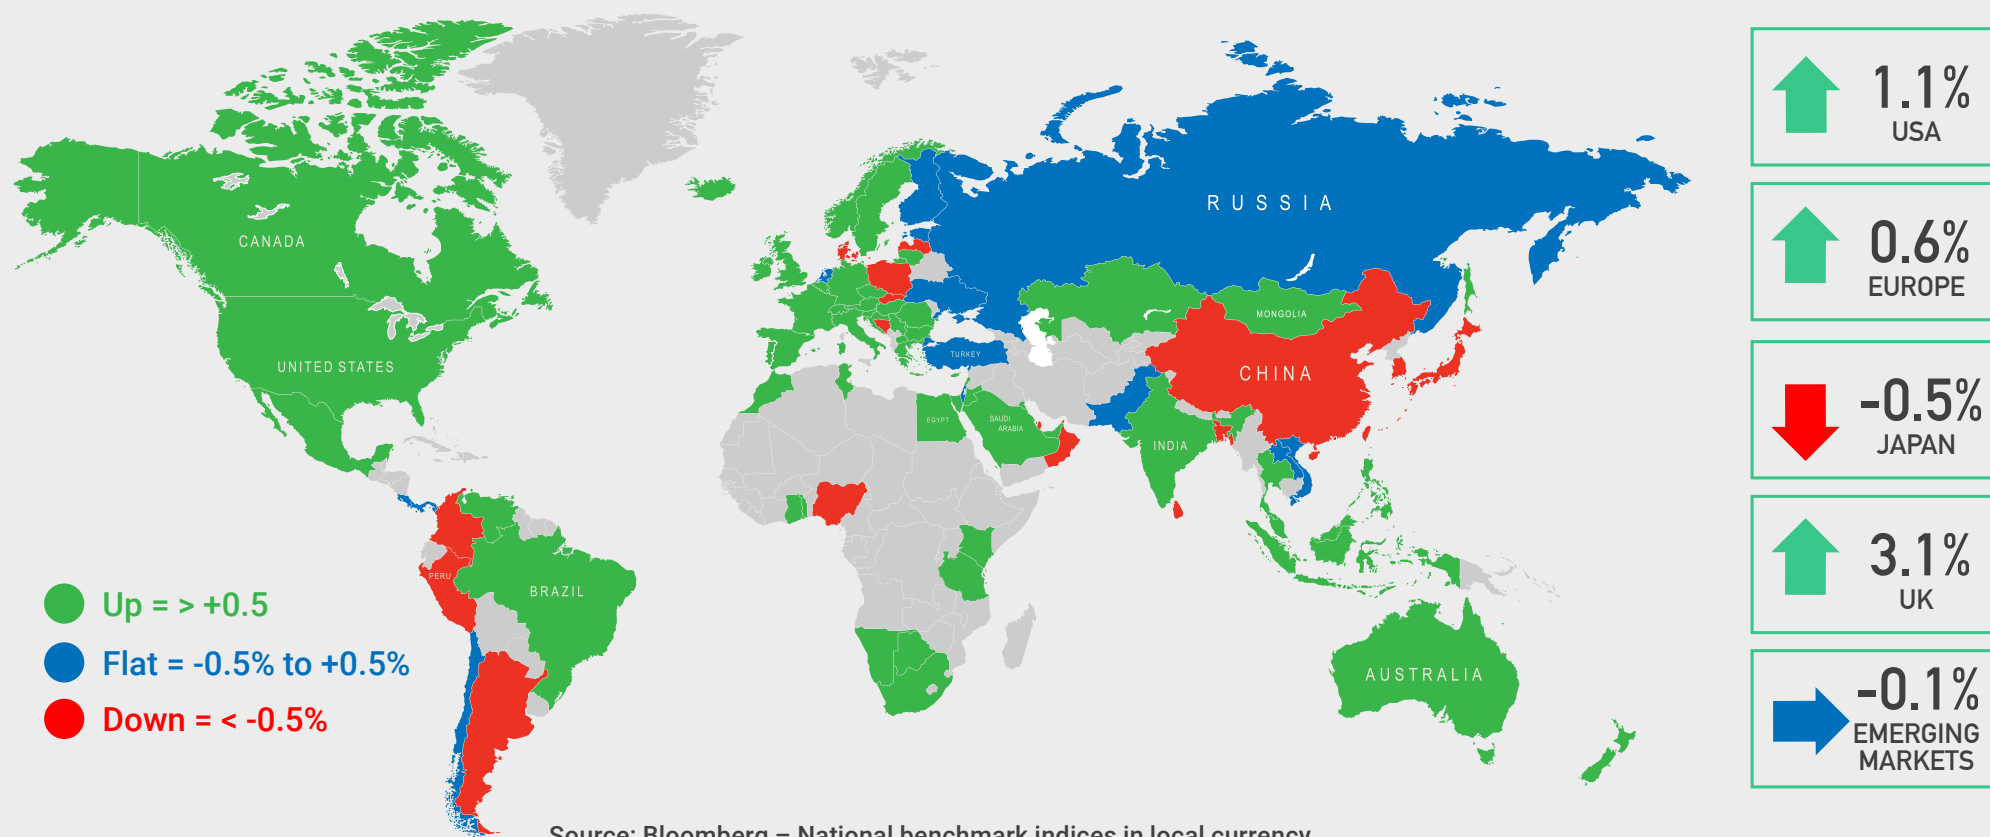 RUSSIA
CANADA
MONGOLIA
TURKEY
UNITED STATES
CHINA
EGYPT
SAUDI
ARABIA
INDIA
PERU
BRAZIL
AUSTRALIA
Up = > +0.5
Flat = -0.5% to +0.5%
Down = < -0.5%
1.1%
USA
0.6%
EUROPE
-0.5%
JAPAN
3.1%
UK
-0.1%
EMERGING
MARKETS
Source: Bloomberg – National benchmark indices in local currency